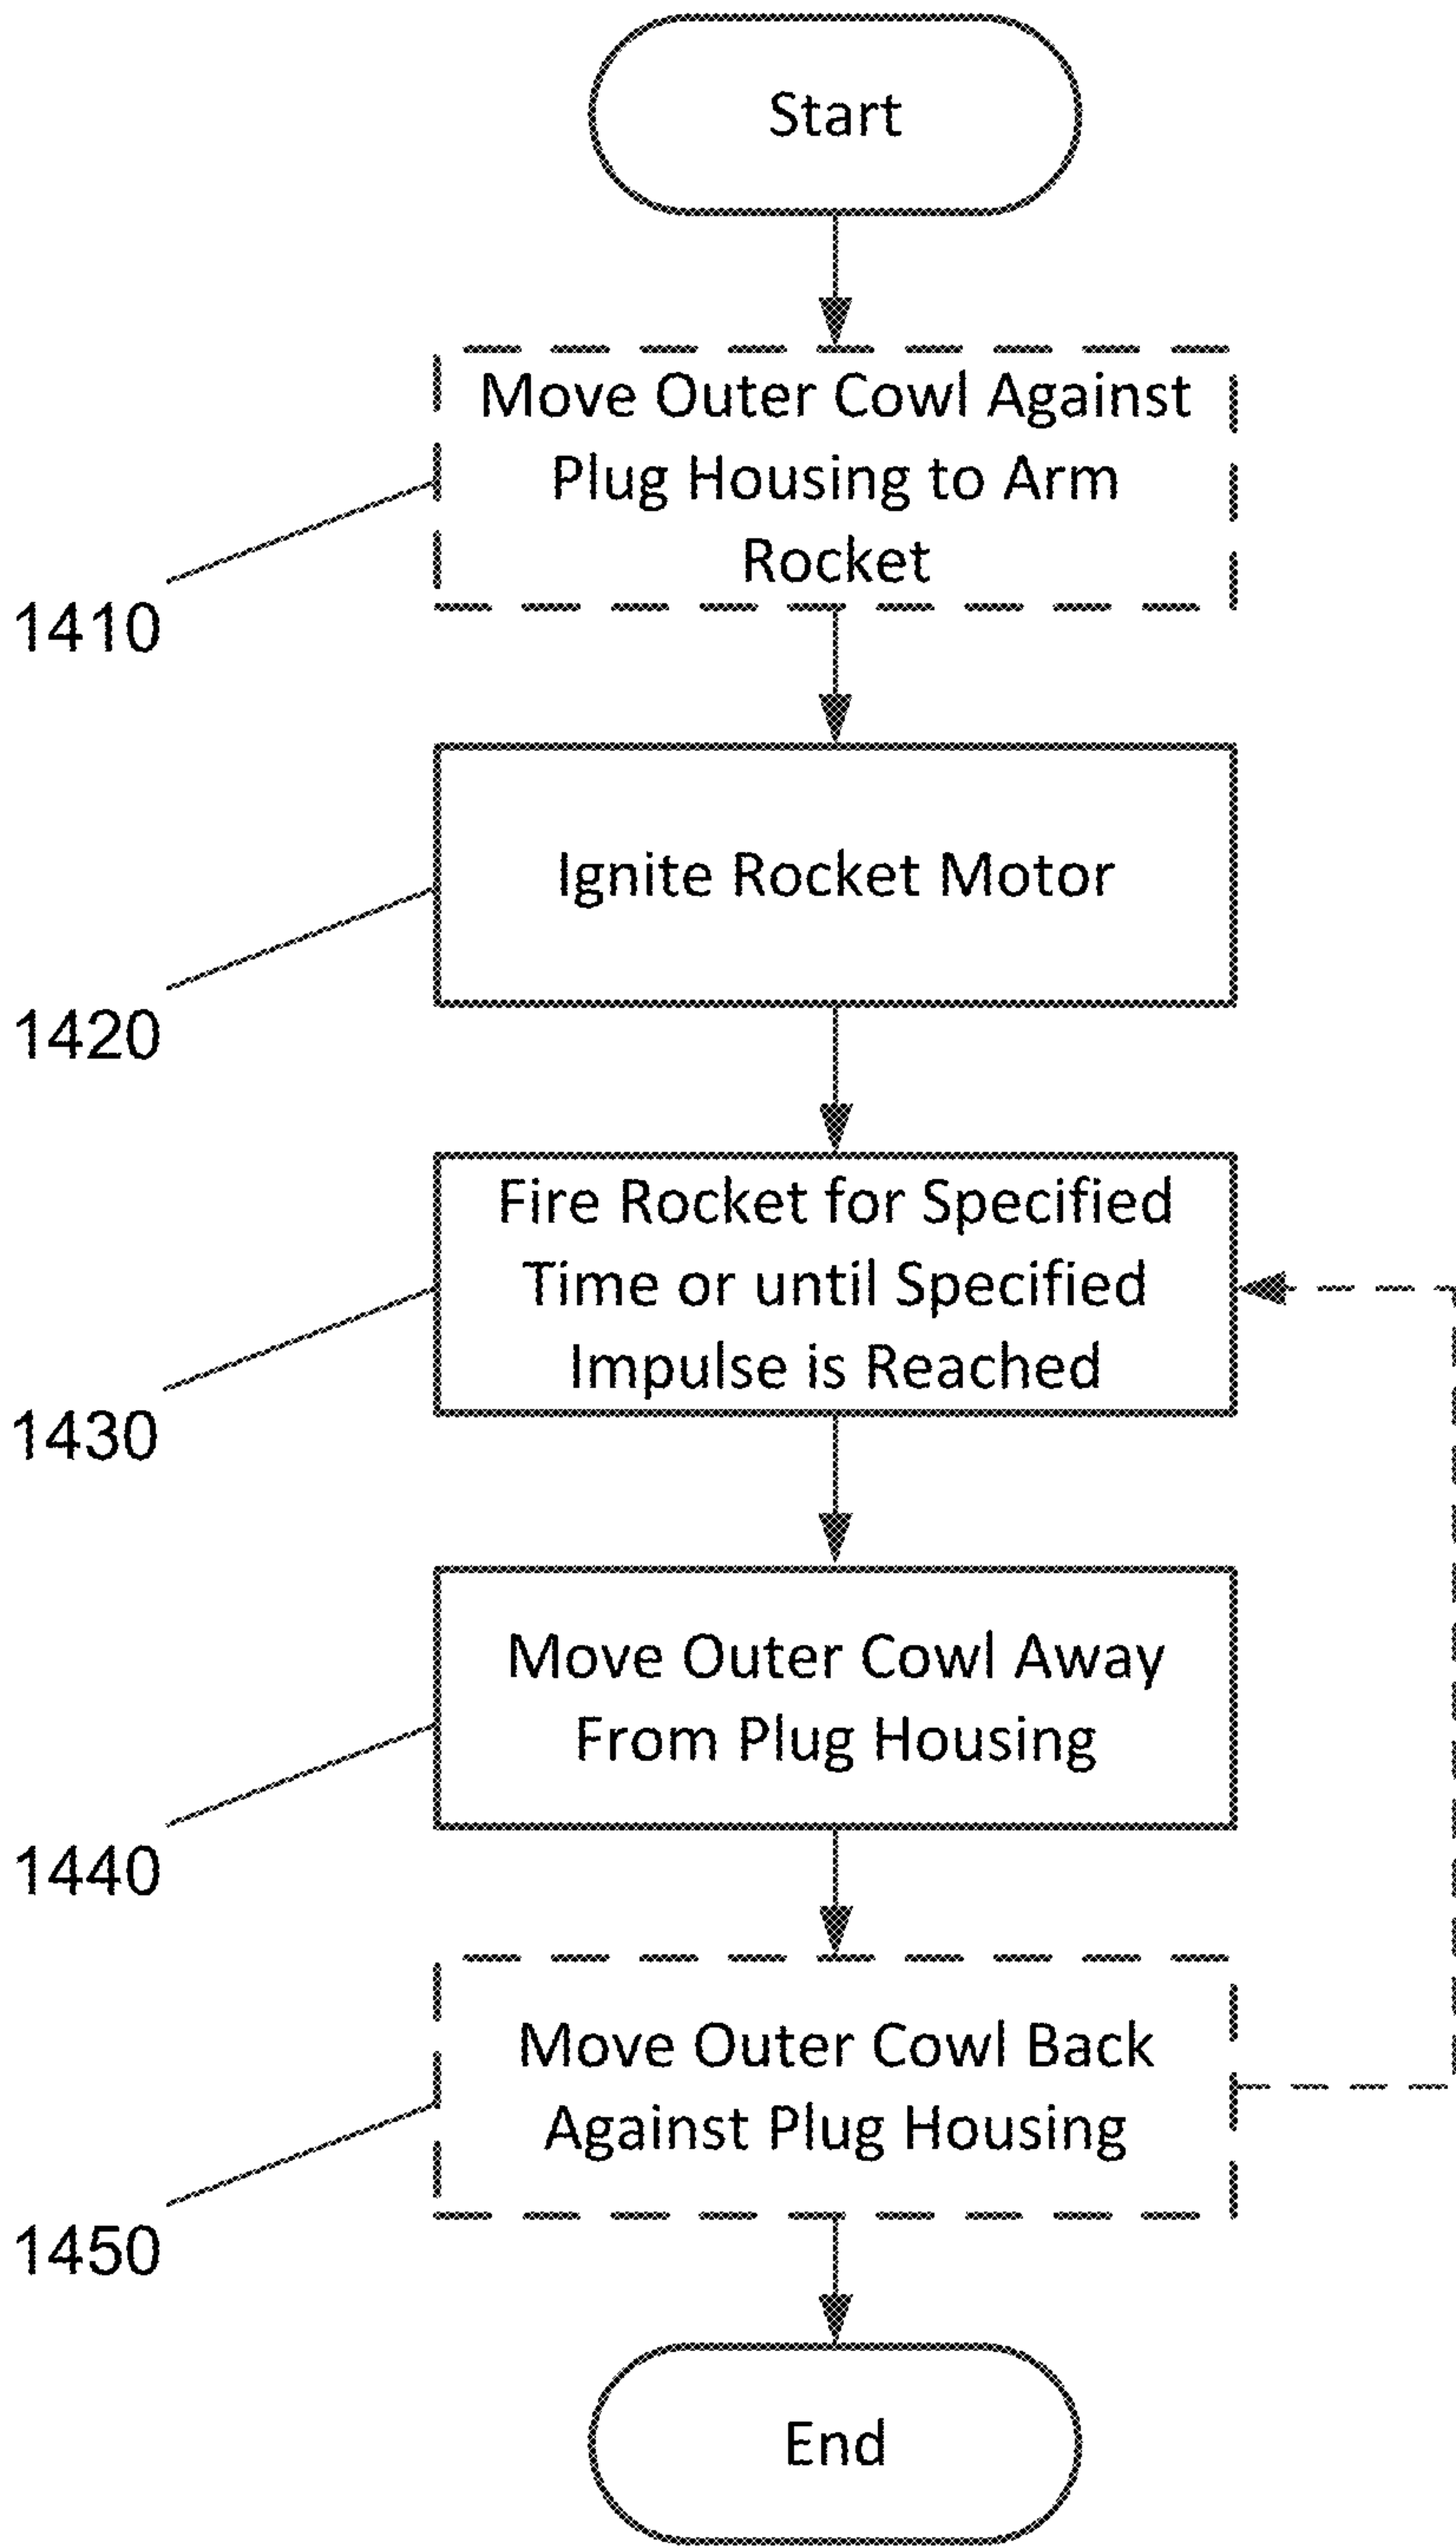 Start
Move Outer Cowl Against
Plug Housing to Arm
Rocket
1410
Ignite Rocket Motor
1420
Fire Rocket for Specified
Time or until Specified
Impulse is Reached
1430
Move Outer Cowl Away
From Plug Housing
1440
Move Outer Cowl Back
Against Plug Housing
1450
End